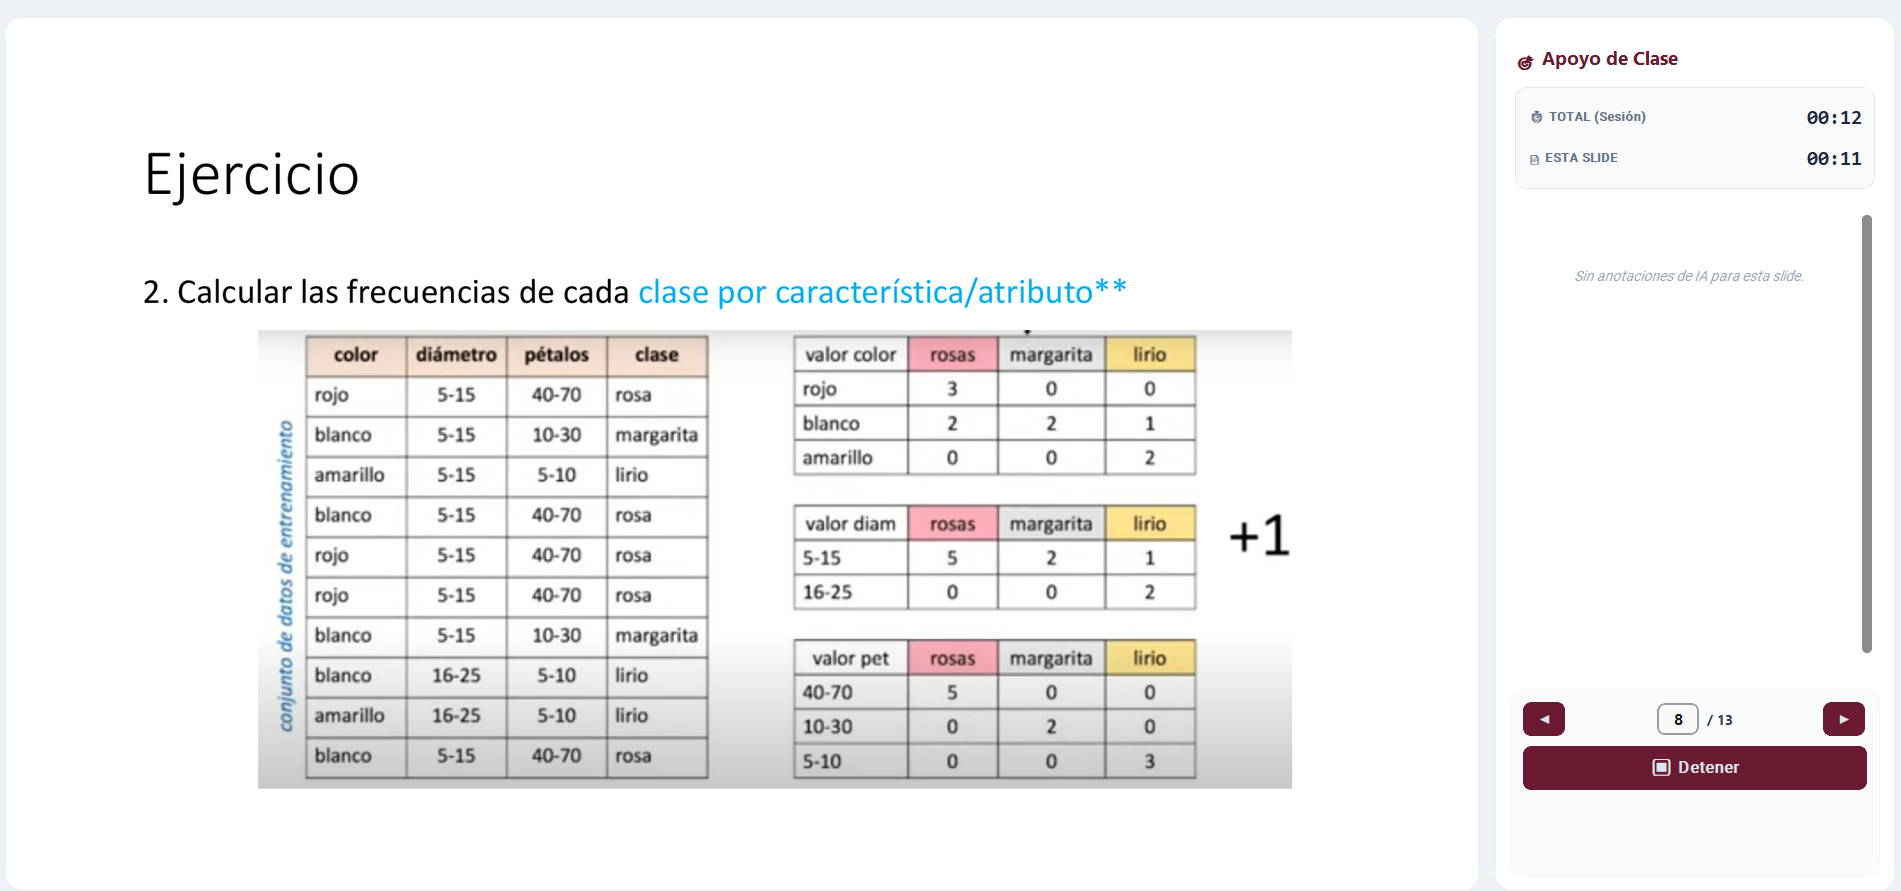 Ejercicio
2. Calcular las frecuencias de cada clase por característica/atributo**
conjunto de datos de entrenamiento
color diámetro pétalos clase
rojo 5-15 40-70 rosa
blanco 5-15 10-30 margarita
amarillo 5-15 5-10 lirio
blanco 5-15 40-70 rosa
rojo 5-15 40-70 rosa
rojo 5-15 40-70 rosa
blanco 5-15 10-30 margarita
blanco 16-25 5-10 lirio
amarillo 16-25 5-10 lirio
blanco 5-15 40-70 rosa
valor color rosas margarita lirio
rojo 3 0 0
blanco 2 2 1
amarillo 0 0 2
valor diam rosas margarita lirio
5-15 5 2 1
16-25 0 0 2
+1
valor pet rosas margarita lirio
40-70 5 0 0
10-30 0 2 0
5-10 0 0 3
Apoyo de Clase
TOTAL (Sesión) 00:12
ESTA SLIDE 00:11
Sin anotaciones de IA para esta slide.
8 / 13
Detener